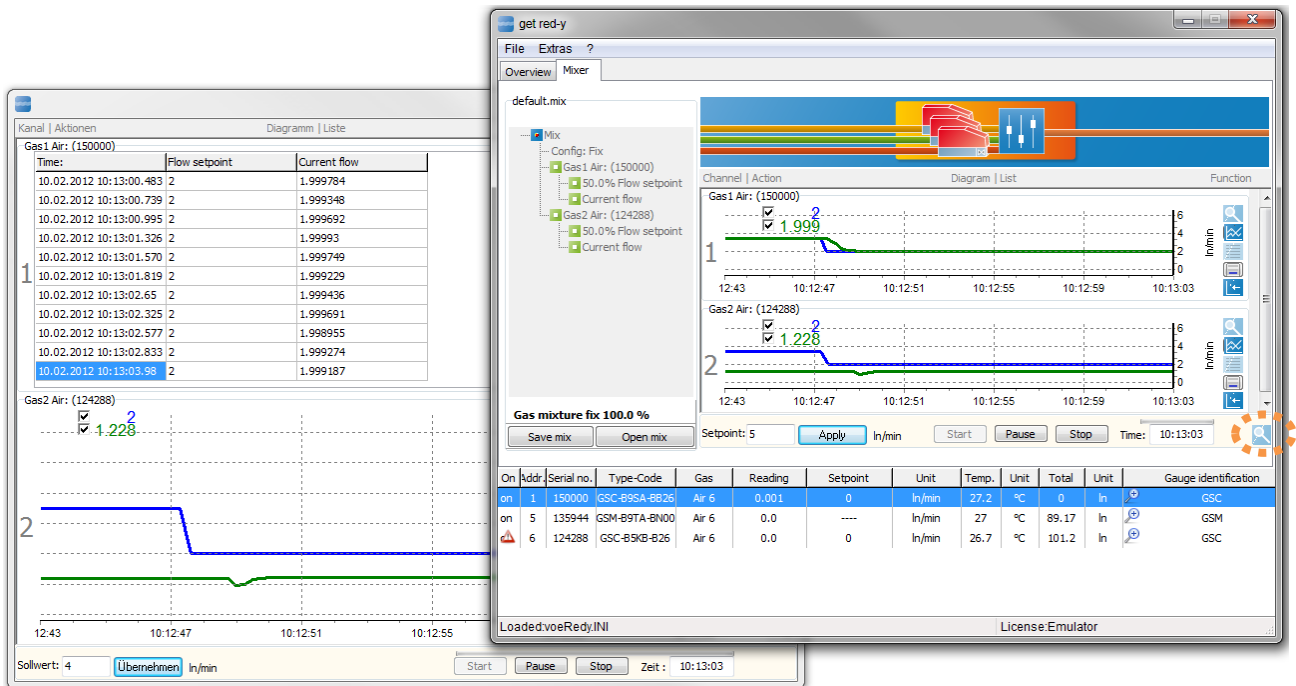 get red-y
File Extras ?
Overview Mixer
default.mix
Mix
Config: Fix
Gas1 Air: (150000)
50.0% Flow setpoint
Current flow
Gas2 Air: (124288)
50.0% Flow setpoint
Current flow
Gas mixture fix 100.0 %
Save mix Open mix
Channel | Action Diagram | List Function
Gas1 Air: (150000)
2
1.999
1
6
4
2
0
ln/min
12:43 10:12:47 10:12:51 10:12:55 10:12:59 10:13:03
Gas2 Air: (124288)
2
1.228
2
6
4
2
0
ln/min
12:43 10:12:47 10:12:51 10:12:55 10:12:59 10:13:03
Setpoint: 5 Apply ln/min Start Pause Stop Time: 10:13:03
On Addr. Serial no. Type-Code Gas Reading Setpoint Unit Temp. Unit Total Unit Gauge identification
on 1 150000 GSC-B9SA-BB26 Air 6 0.001 0 ln/min 27.2 °C 0 ln GSC
on 5 135944 GSM-B9TA-BN00 Air 6 0.0 ---- ln/min 27 °C 89.17 ln GSM
6 124288 GSC-B5KB-B26 Air 6 0.0 0 ln/min 26.7 °C 101.2 ln GSC
Loaded:voeRedy.INI License:Emulator
Kanal | Aktionen Diagramm | Liste
Gas1 Air: (150000)
Time: Flow setpoint Current flow
10.02.2012 10:13:00.483 2 1.999784
10.02.2012 10:13:00.739 2 1.999348
10.02.2012 10:13:00.995 2 1.999692
10.02.2012 10:13:01.326 2 1.99993
10.02.2012 10:13:01.570 2 1.999749
10.02.2012 10:13:01.819 2 1.999229
10.02.2012 10:13:02.65 2 1.999436
10.02.2012 10:13:02.325 2 1.999691
10.02.2012 10:13:02.577 2 1.998955
10.02.2012 10:13:02.833 2 1.999274
10.02.2012 10:13:03.98 2 1.999187
1
Gas2 Air: (124288)
2
1.228
2
12:43 10:12:47 10:12:51 10:12:55
Sollwert: 4 Übernehmen ln/min Start Pause Stop Zeit : 10:13:03